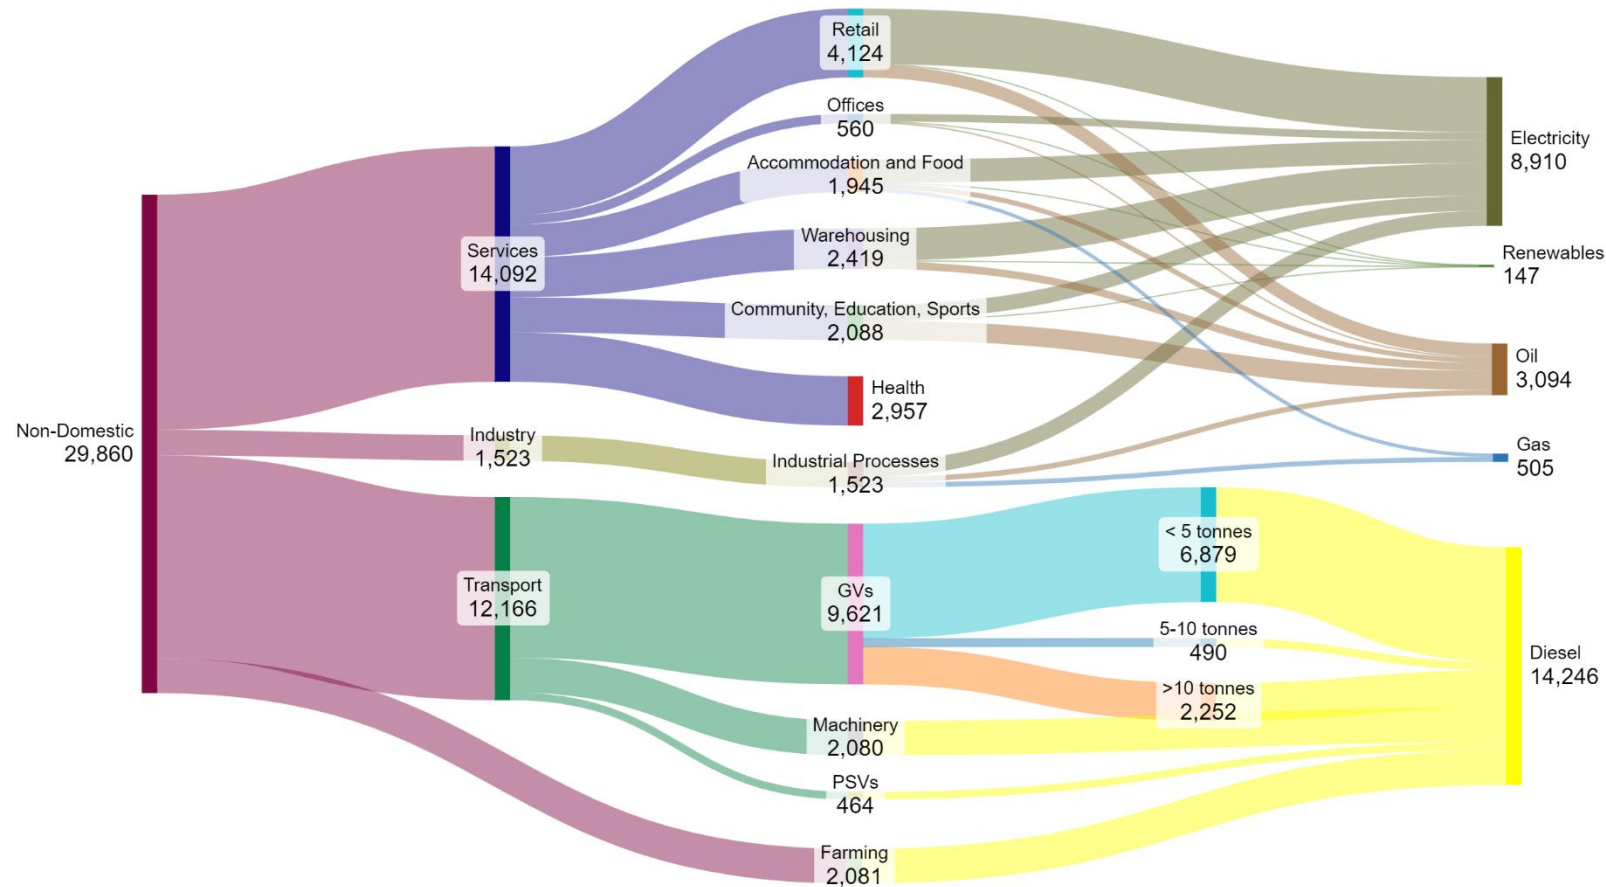 Non-Domestic
29,860
Services
14,092
Industry
1,523
Transport
12,166
Retail
4,124
Offices
560
Accommodation and Food
1,945
Warehousing
2,419
Community, Education, Sports
2,088
Health
2,957
Industrial Processes
1,523
GVs
9,621
Machinery
2,080
PSVs
464
Farming
2,081
< 5 tonnes
6,879
5-10 tonnes
490
>10 tonnes
2,252
Electricity
8,910
Renewables
147
Oil
3,094
Gas
505
Diesel
14,246